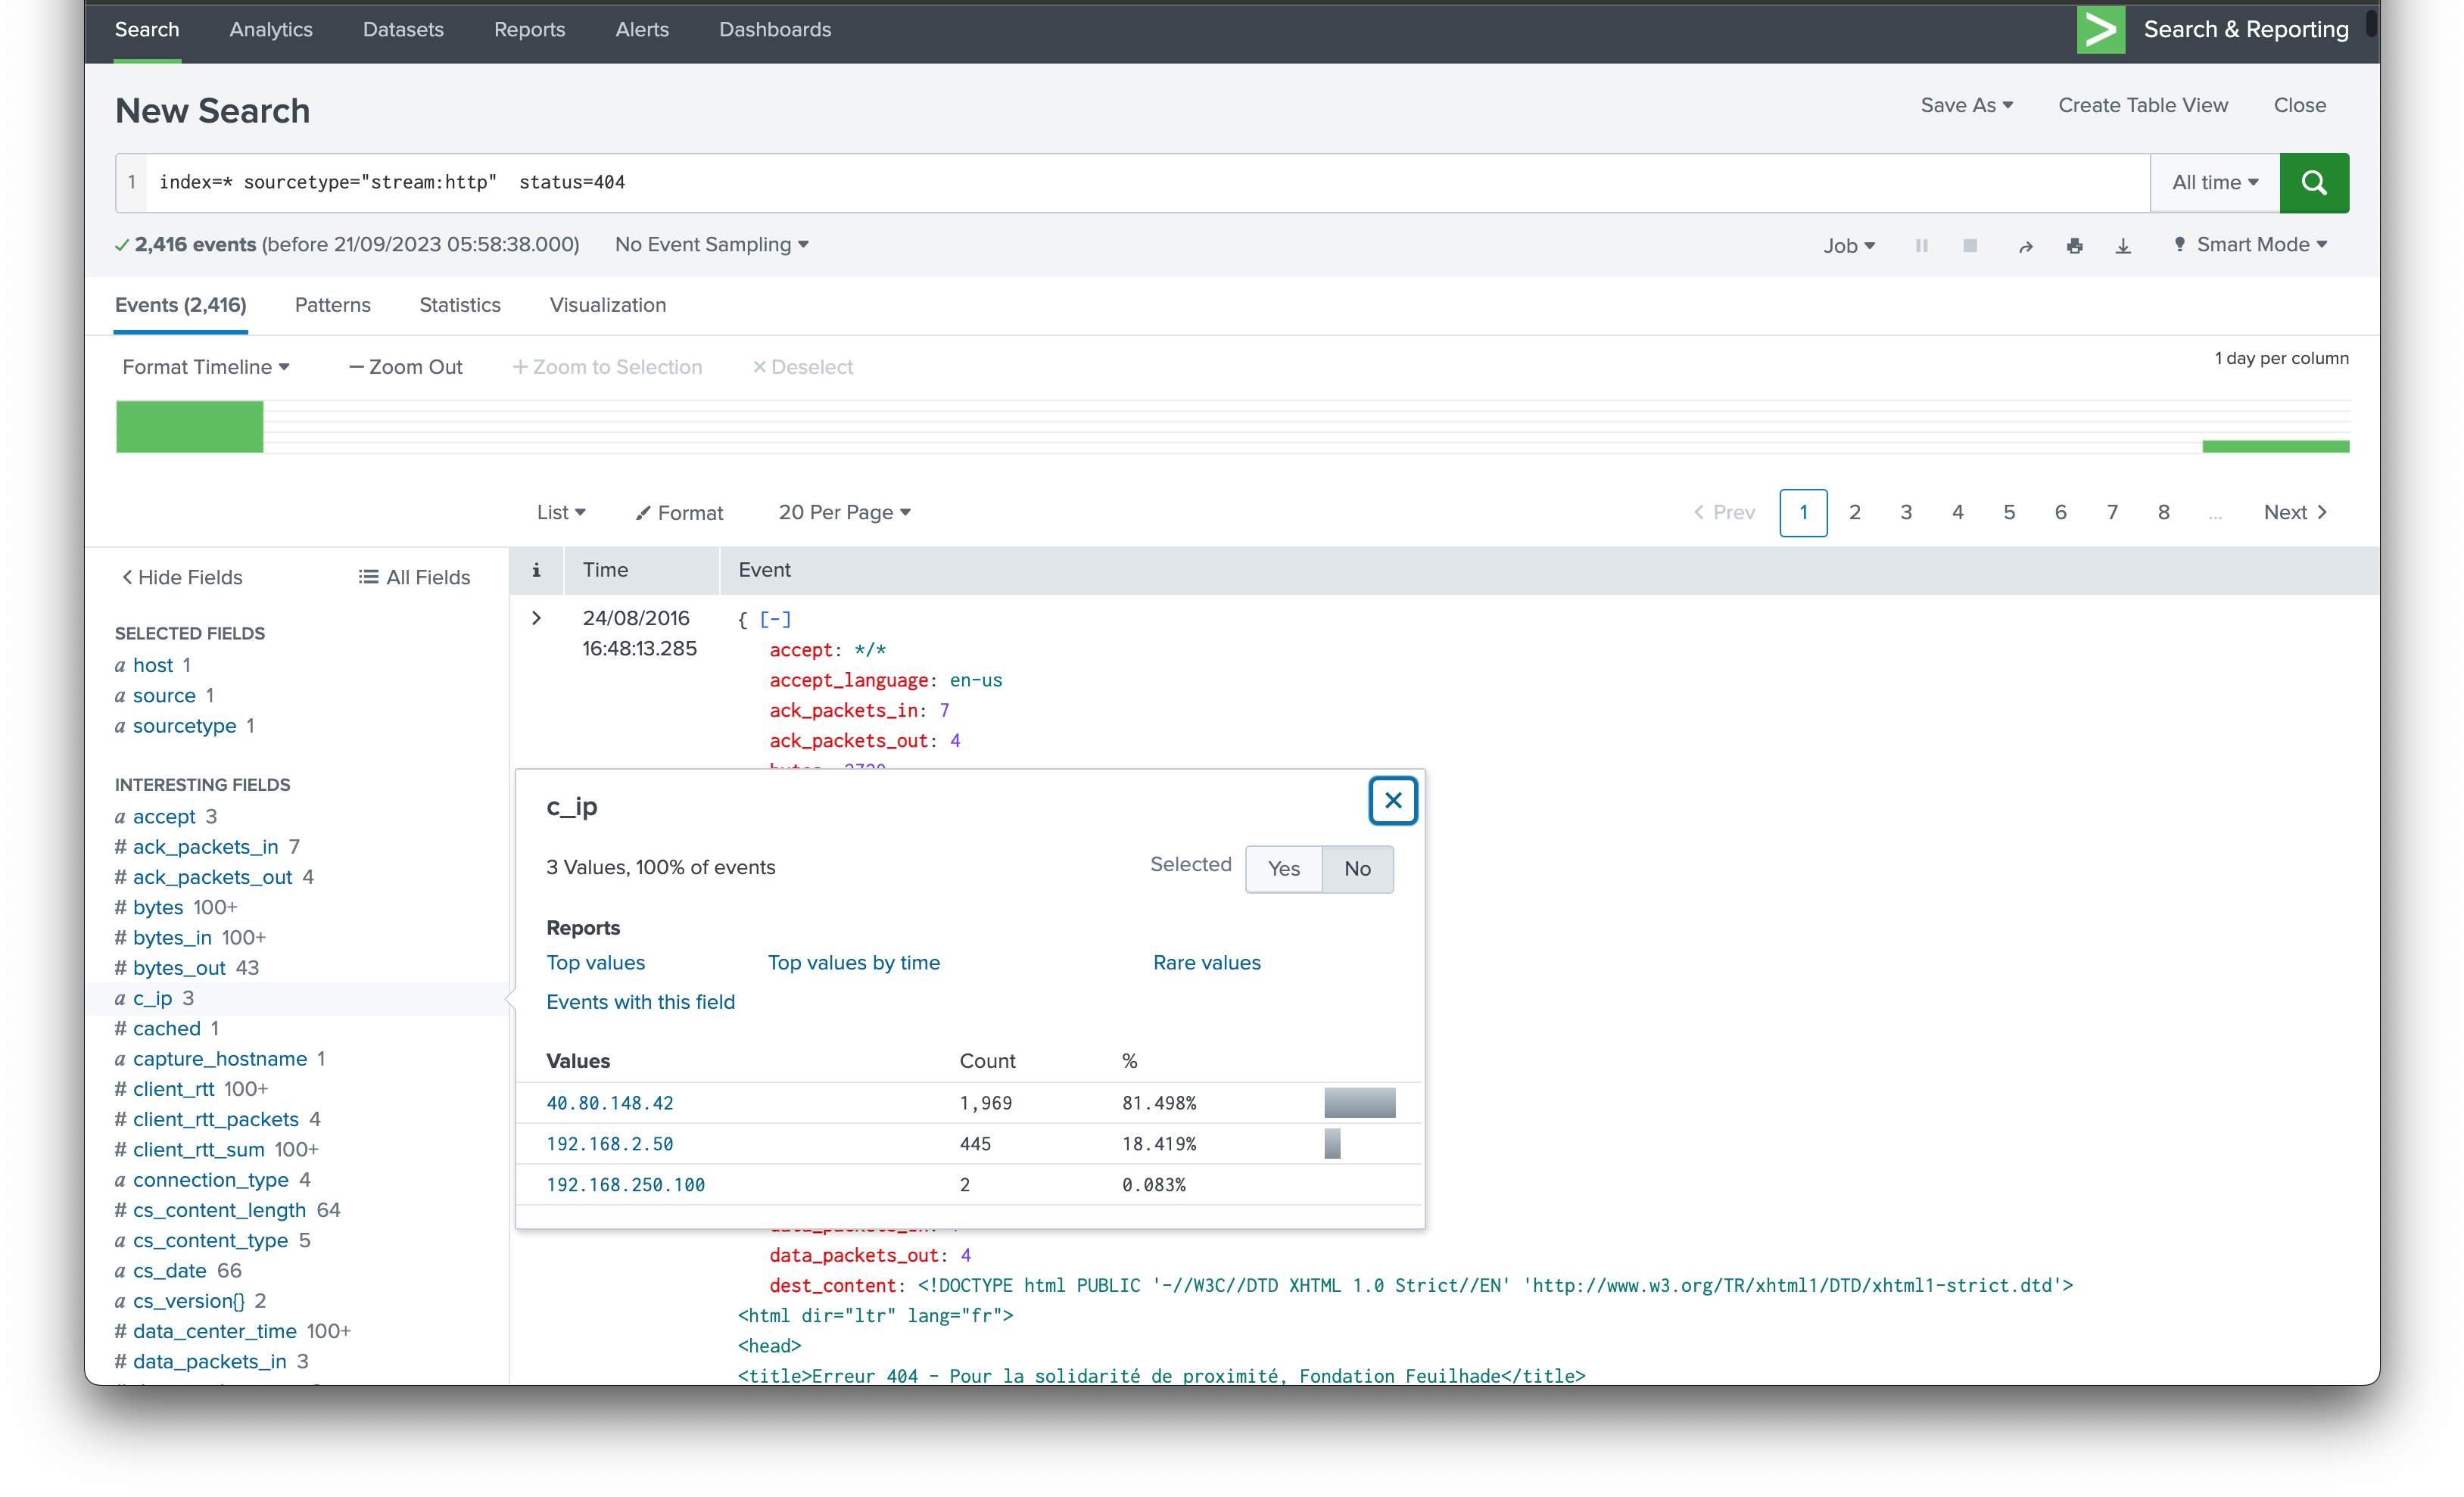 Search Analytics Datasets Reports Alerts Dashboards Search & Reporting
New Search
Save As Create Table View Close
1 index=* sourcetype="stream:http" status=404
All time
2,416 events (before 21/09/2023 05:58:38.000) No Event Sampling
Job Smart Mode
Events (2,416) Patterns Statistics Visualization
Format Timeline — Zoom Out + Zoom to Selection × Deselect
1 day per column
List Format 20 Per Page
< Prev 1 2 3 4 5 6 7 8 ... Next >
< Hide Fields All Fields
SELECTED FIELDS
a host 1
a source 1
a sourcetype 1
INTERESTING FIELDS
a accept 3
# ack_packets_in 7
# ack_packets_out 4
# bytes 100+
# bytes_in 100+
# bytes_out 43
a c_ip 3
# cached 1
a capture_hostname 1
# client_rtt 100+
# client_rtt_packets 4
# client_rtt_sum 100+
a connection_type 4
# cs_content_length 64
a cs_content_type 5
a cs_date 66
a cs_version{} 2
# data_center_time 100+
# data_packets_in 3
i Time Event
> 24/08/2016
16:48:13.285
{ [-]
accept: */*
accept_language: en-us
ack_packets_in: 7
ack_packets_out: 4
c_ip
3 Values, 100% of events
Selected Yes No
Reports
Top values Top values by time Rare values
Events with this field
Values Count %
40.80.148.42 1,969 81.498%
192.168.2.50 445 18.419%
192.168.250.100 2 0.083%
data_packets_out: 4
dest_content: <!DOCTYPE html PUBLIC '-//W3C//DTD XHTML 1.0 Strict//EN' 'http://www.w3.org/TR/xhtml1/DTD/xhtml1-strict.dtd'>
<html dir="ltr" lang="fr">
<head>
<title>Erreur 404 - Pour la solidarité de proximité, Fondation Feuilhade</title>